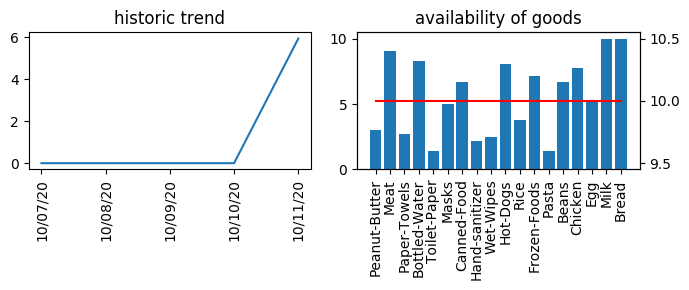 historic trend
6
4
2
0
10/07/20
10/08/20
10/09/20
10/10/20
10/11/20
availability of goods
10
5
0
10.5
10.0
9.5
Peanut-Butter
Meat
Paper-Towels
Bottled-Water
Toilet-Paper
Masks
Canned-Food
Hand-sanitizer
Wet-Wipes
Hot-Dogs
Rice
Frozen-Foods
Pasta
Beans
Chicken
Egg
Milk
Bread